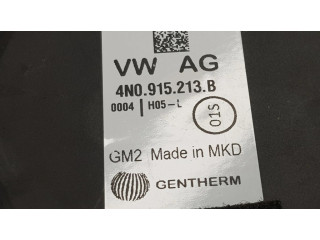 VW AG
4N0.915.213.B
0004 H05-L
01S
GM2 Made in MKD
GENTHERM